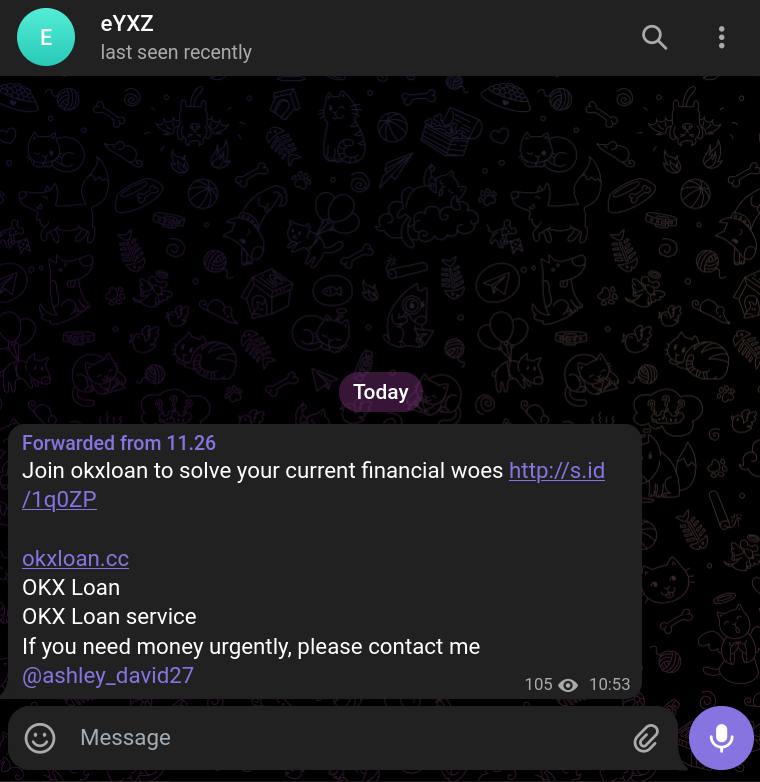 E
eYXZ
last seen recently
Today
Forwarded from 11.26
Join okxloan to solve your current financial woes http://s.id
/1q0ZP
okxloan.cc
OKX Loan
OKX Loan service
If you need money urgently, please contact me
@ashley_david27
105 10:53
Message